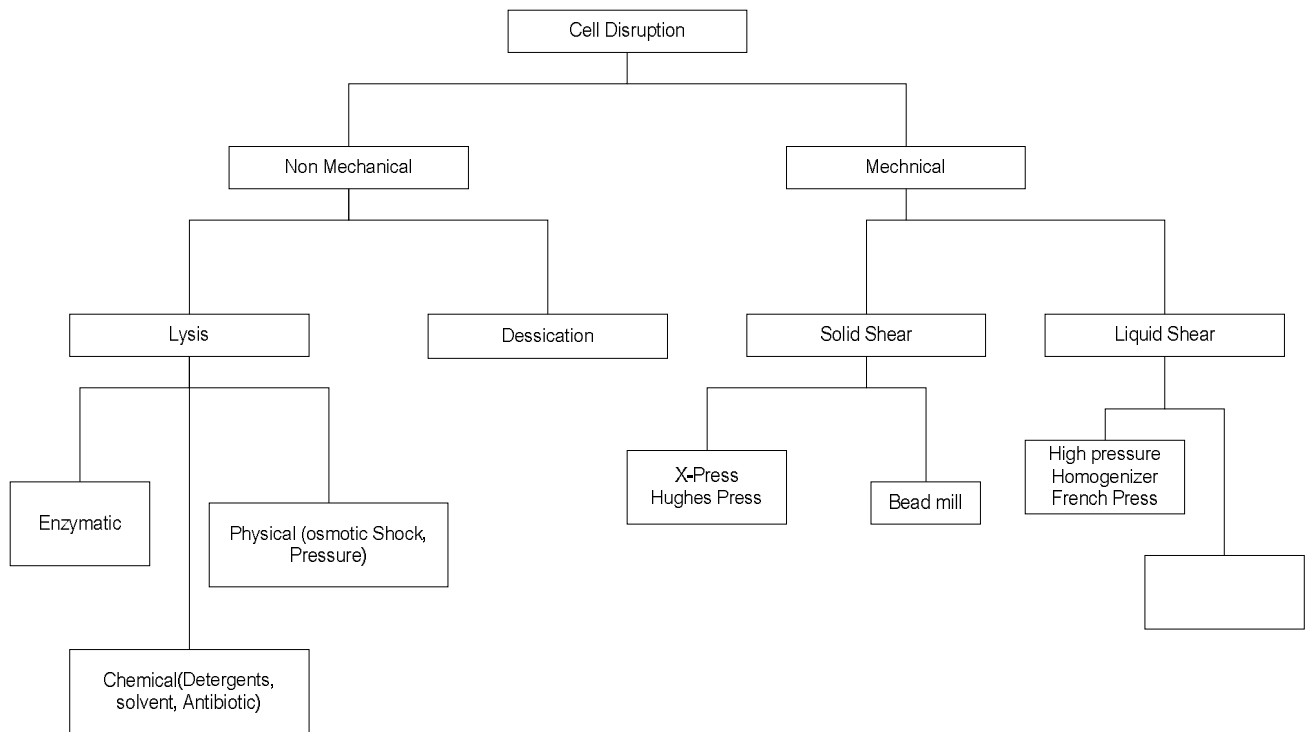 Cell Disruption
Non Mechanical
Mechnical
Lysis
Dessication
Solid Shear
Liquid Shear
Enzymatic
Physical (osmotic Shock,
Pressure)
Chemical(Detergents,
solvent, Antibiotic)
X-Press
Hughes Press
Bead mill
High pressure
Homogenizer
French Press